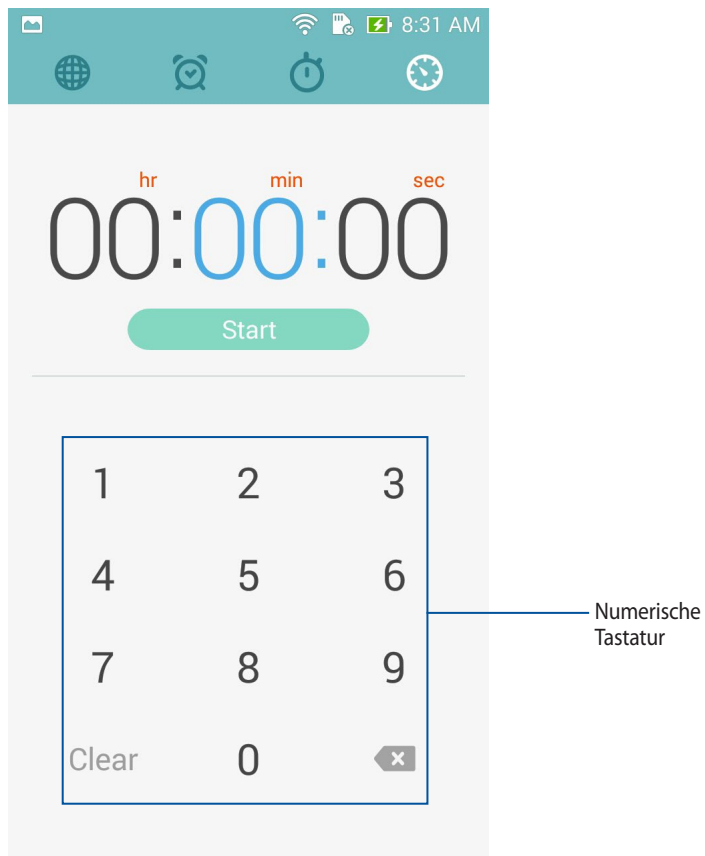 8:31 AM
hr min sec
00:00:00
Start
1 2 3
4 5 6
7 8 9
Clear 0
Numerische
Tastatur